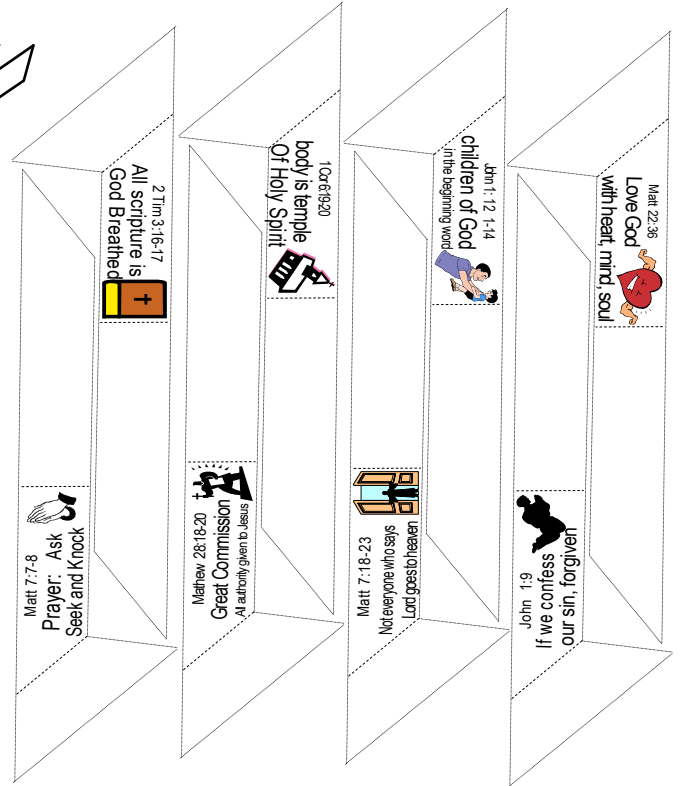 2 Tim 3:16-17
All scripture is
God Breathed
1 Cor 6:19-20
body is temple
Of Holy Spirit
John 1: 12 1-14
children of God
in the beginning word
Matt 22:36
Love God
with heart, mind, soul
Matt 7:7-8
Prayer: Ask
Seek and Knock
Mathew 28:18-20
Great Commission
All authority given to Jesus
Matt 7:18-23
Not everyone who says
Lord goes to heaven
John 1:9
If we confess
our sin, forgiven